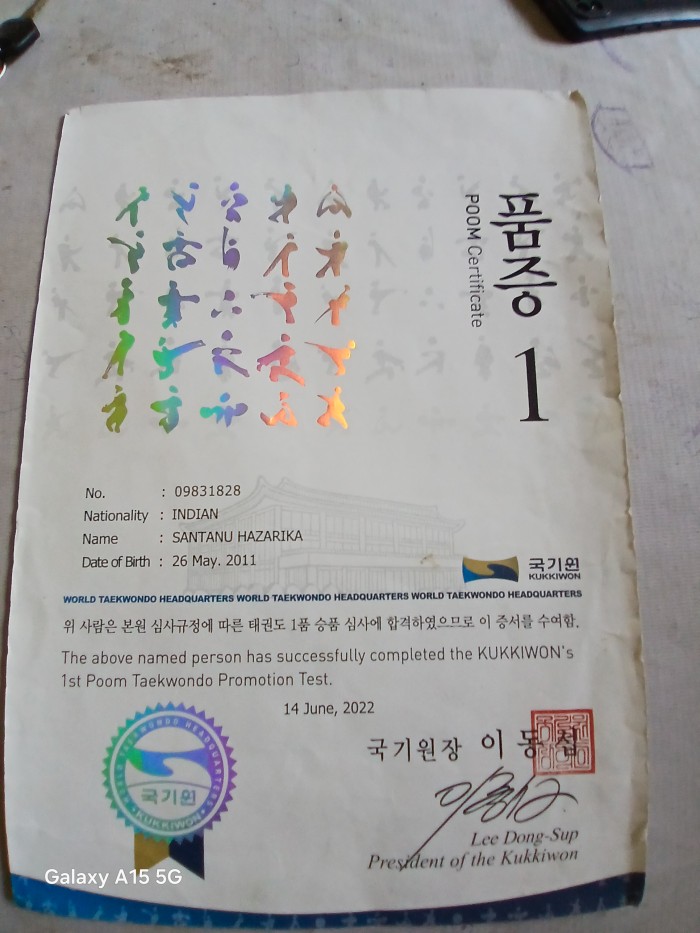 품증
POOM Certificate
1
No. : 09831828
Nationality : INDIAN
Name : SANTANU HAZARIKA
Date of Birth : 26 May. 2011
국기원
KUKKIWON
WORLD TAEKWONDO HEADQUARTERS WORLD TAEKWONDO HEADQUARTERS WORLD TAEKWONDO HEADQUARTERS
위 사람은 본원 심사규정에 따른 태권도 1품 승품 심사에 합격하였으므로 이 증서를 수여함.
The above named person has successfully completed the KUKKIWON's
1st Poom Taekwondo Promotion Test.
14 June, 2022
국기원장 이동섭
WORLD TAEKWONDO HEADQUARTERS
국기원
KUKKIWON
Lee Dong-Sup
President of the Kukkiwon
Galaxy A15 5G